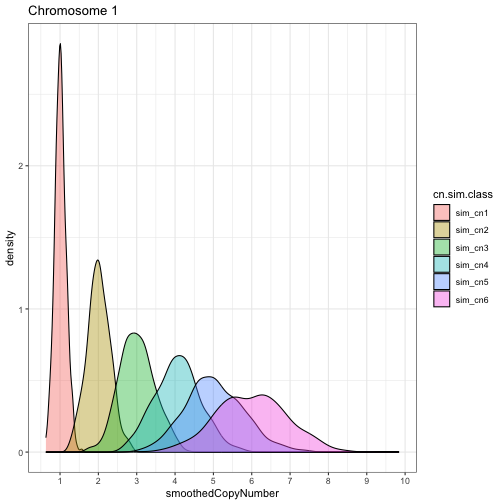 Chromosome 1
density
2
1
0
1 2 3 4 5 6 7 8 9 10
smoothedCopyNumber
cn.sim.class
sim_cn1
sim_cn2
sim_cn3
sim_cn4
sim_cn5
sim_cn6